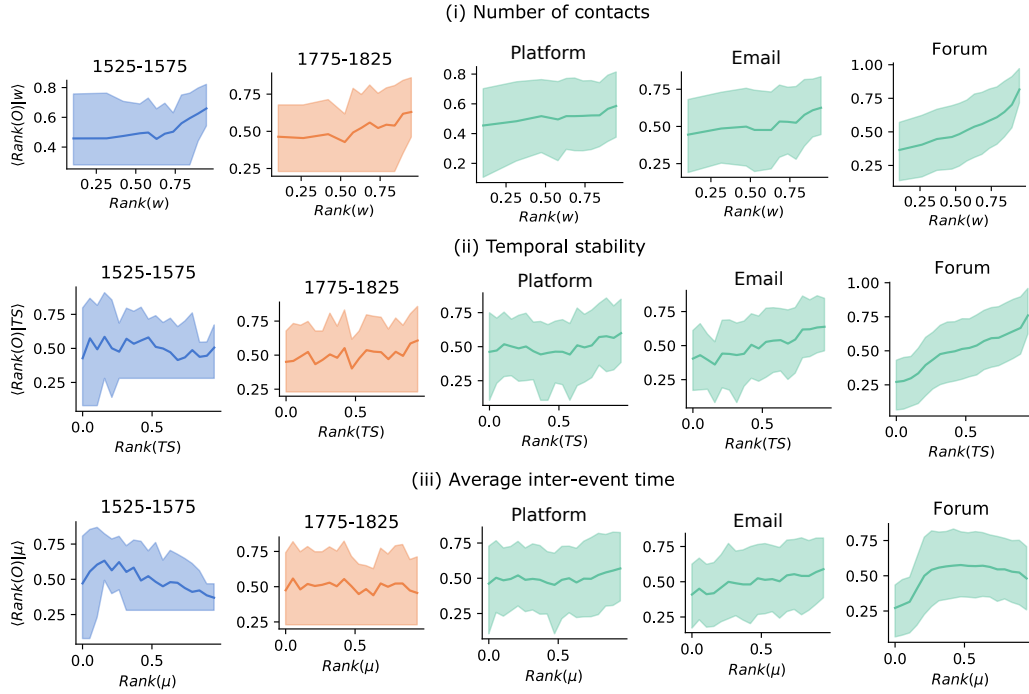 (i) Number of contacts
1525-1575
1775-1825
Platform
Email
Forum
⟨Rank(O)|w⟩
0.8
0.6
0.4
0.25 0.50 0.75
Rank(w)
0.75
0.50
0.25
0.25 0.50 0.75
Rank(w)
0.8
0.6
0.4
0.2
0.25 0.50 0.75
Rank(w)
0.75
0.50
0.25
0.25 0.50 0.75
Rank(w)
1.00
0.75
0.50
0.25
0.25 0.50 0.75
Rank(w)
(ii) Temporal stability
1525-1575
1775-1825
Platform
Email
Forum
⟨Rank(O)|TS⟩
0.75
0.50
0.25
0.0 0.5
Rank(TS)
0.75
0.50
0.25
0.0 0.5
Rank(TS)
0.75
0.50
0.25
0.0 0.5
Rank(TS)
0.75
0.50
0.25
0.0 0.5
Rank(TS)
1.00
0.75
0.50
0.25
0.0 0.5
Rank(TS)
(iii) Average inter-event time
1525-1575
1775-1825
Platform
Email
Forum
⟨Rank(O)|μ⟩
0.75
0.50
0.25
0.0 0.5
Rank(μ)
0.75
0.50
0.25
0.0 0.5
Rank(μ)
0.75
0.50
0.25
0.0 0.5
Rank(μ)
0.75
0.50
0.25
0.0 0.5
Rank(μ)
0.75
0.50
0.25
0.0 0.5
Rank(μ)